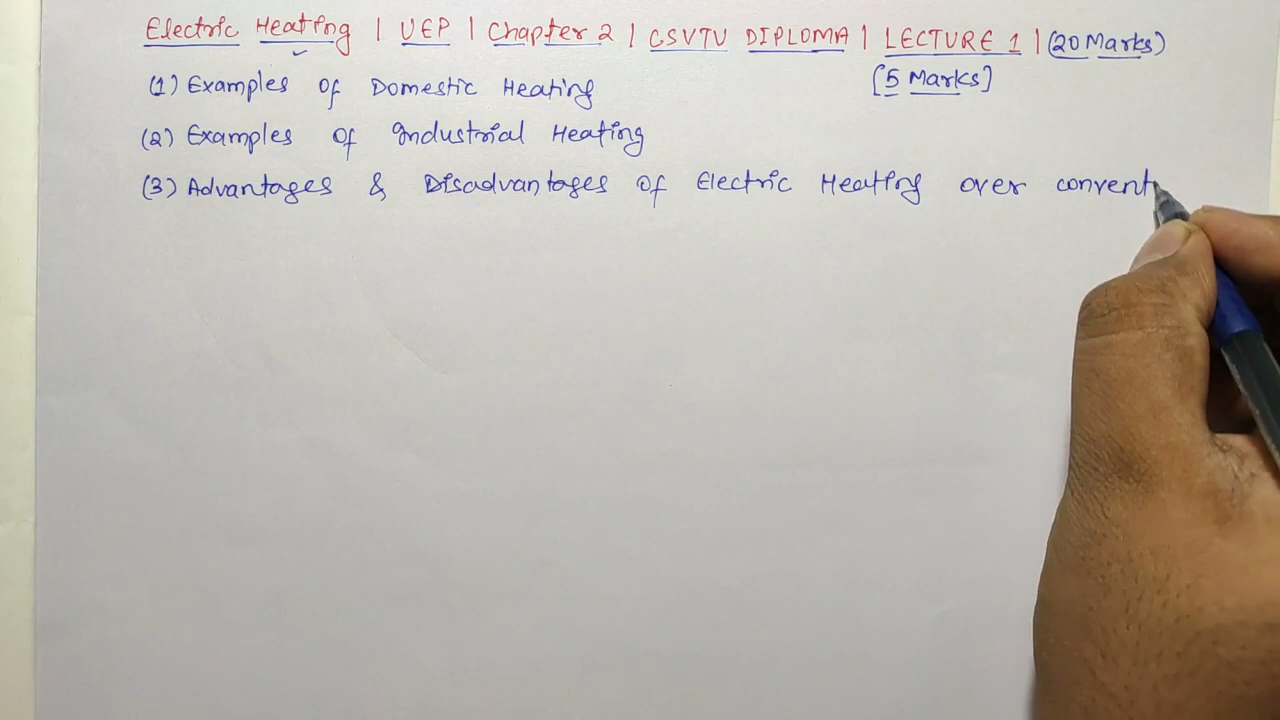 Electric Heating | UEP | Chapter 2 | CSVTU DIPLOMA | LECTURE 1 | (20 Marks)
(1) Examples of Domestic Heating [5 Marks]
(2) Examples of Industrial Heating
(3) Advantages & Disadvantages of Electric Heating over convent